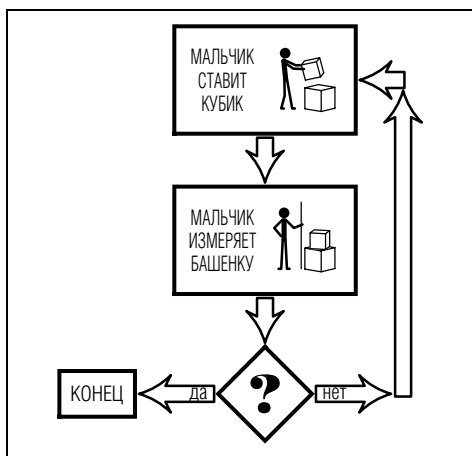 МАЛЬЧИК
СТАВИТ
КУБИК
МАЛЬЧИК
ИЗМЕРЯЕТ
БАШЕНКУ
КОНЕЦ
да
?
нет